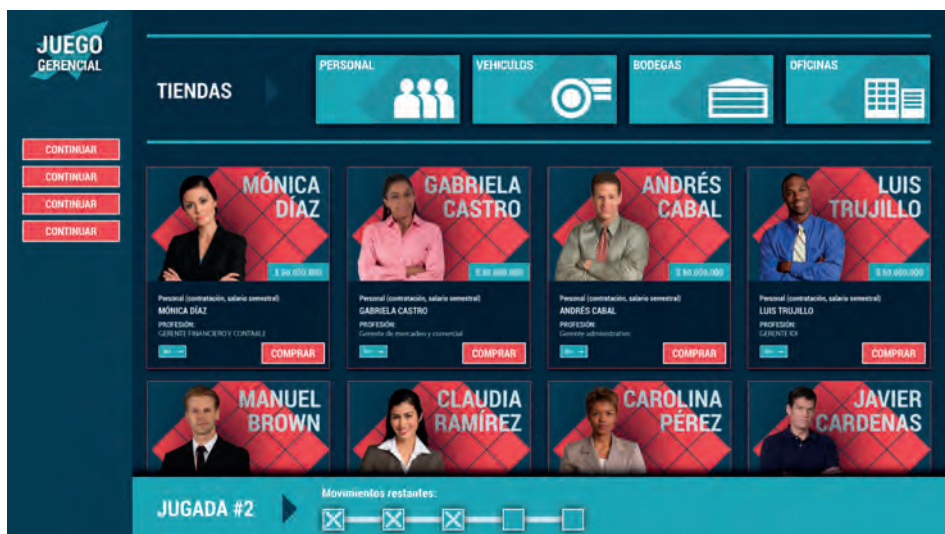 JUEGO
GERENCIAL
TIENDAS
PERSONAL
VEHICULOS
BODEGAS
OFICINAS
CONTINUAR
CONTINUAR
CONTINUAR
CONTINUAR
MÓNICA
DÍAZ
Personal (contratación, salario semestral)
MÓNICA DÍAZ
PROFESIÓN:
GERENTE FINANCIERO Y CONTABLE
COMPRAR
GABRIELA
CASTRO
Personal (contratación, salario semestral)
GABRIELA CASTRO
PROFESIÓN:
Gerente de mercadeo y comercial
COMPRAR
ANDRÉS
CABAL
Personal (contratación, salario semestral)
ANDRÉS CABAL
PROFESIÓN:
Gerente administrativo
COMPRAR
LUIS
TRUJILLO
Personal (contratación, salario semestral)
LUIS TRUJILLO
PROFESIÓN:
COMPRAR
MANUEL
BROWN
CLAUDIA
RAMÍREZ
CAROLINA
PÉREZ
JAVIER
CARDENAS
JUGADA #2
Movimientos restantes: